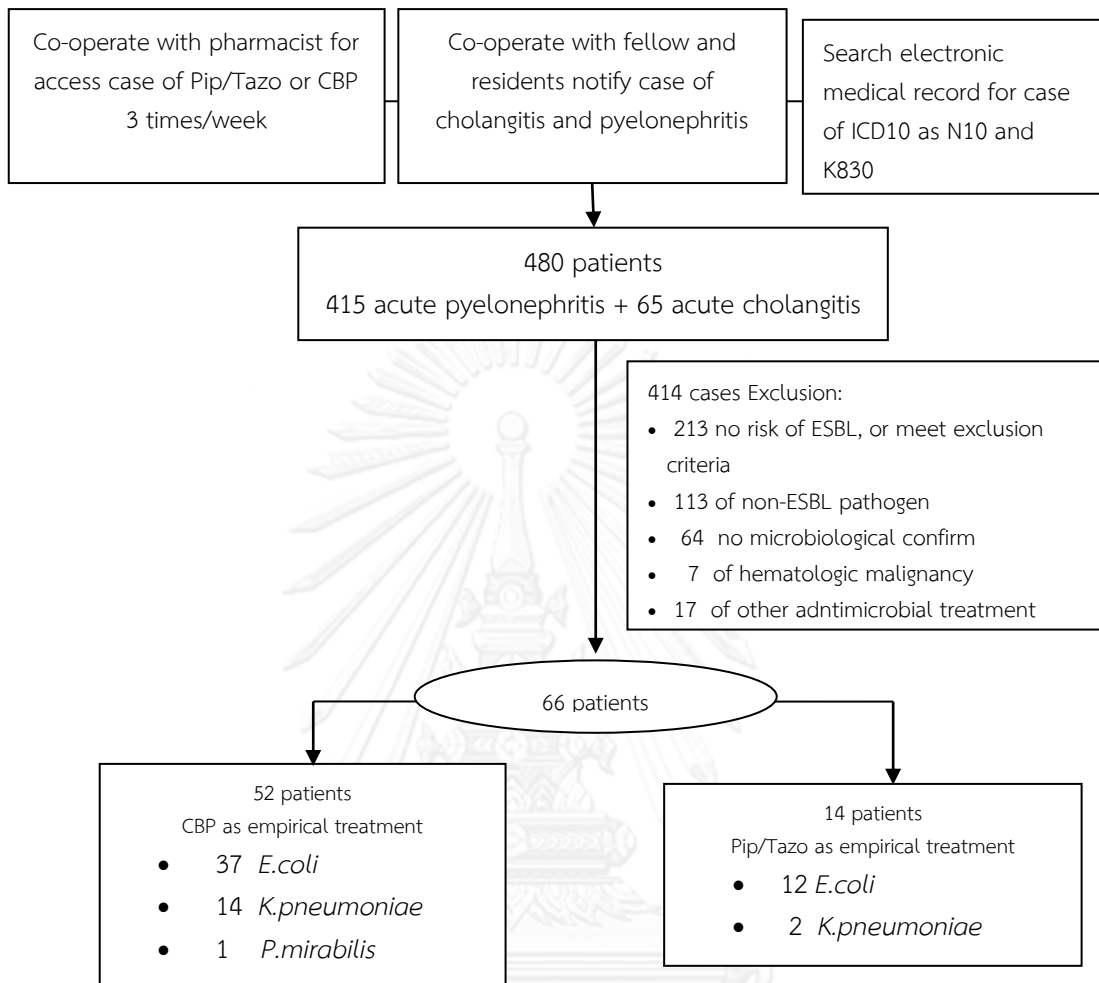 Co-operate with pharmacist for
access case of Pip/Tazo or CBP
3 times/week
Co-operate with fellow and
residents notify case of
cholangitis and pyelonephritis
Search electronic
medical record for case
of ICD10 as N10 and
K830
480 patients
415 acute pyelonephritis + 65 acute cholangitis
414 cases Exclusion:
• 213 no risk of ESBL, or meet exclusion
criteria
• 113 of non-ESBL pathogen
• 64 no microbiological confirm
• 7 of hematologic malignancy
• 17 of other adntimicrobial treatment
66 patients
52 patients
CBP as empirical treatment
• 37 E.coli
• 14 K.pneumoniae
• 1 P.mirabilis
14 patients
Pip/Tazo as empirical treatment
• 12 E.coli
• 2 K.pneumoniae